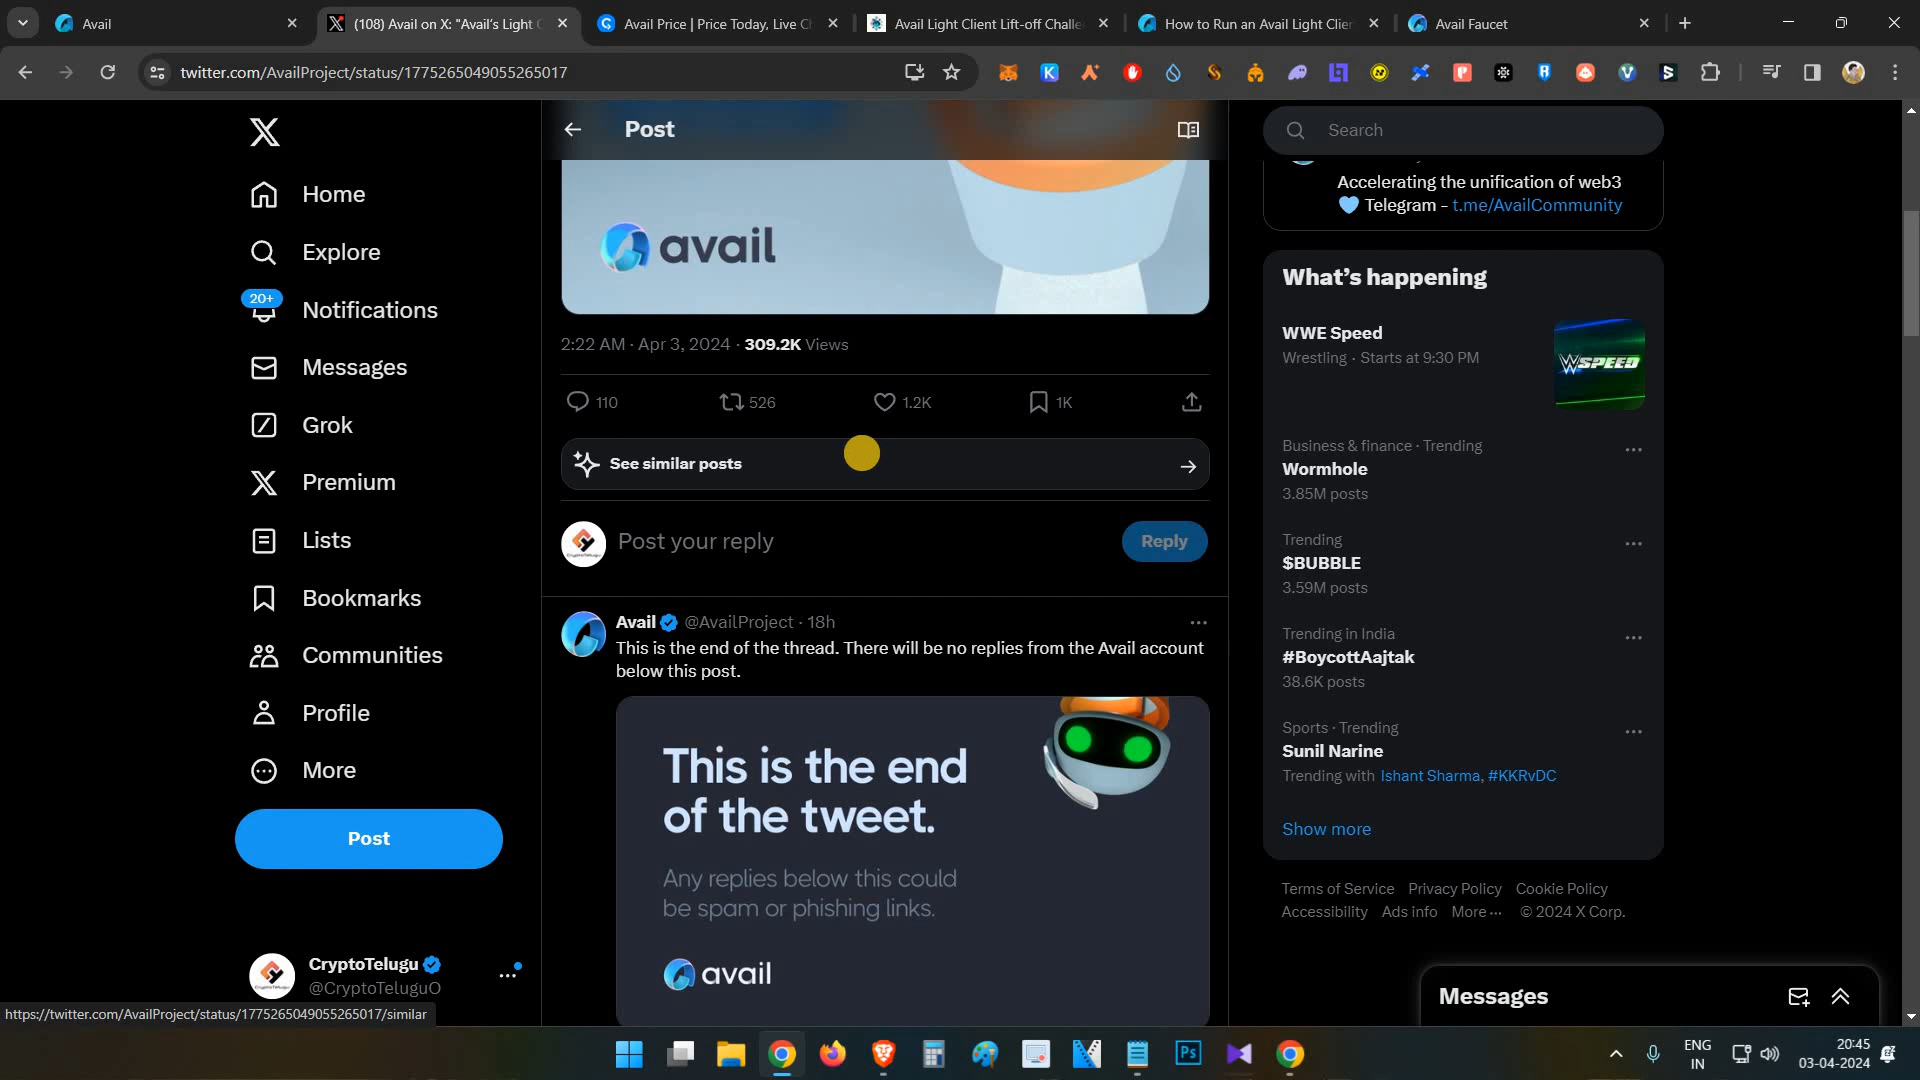 Avail
(108) Avail on X: "Avail's Light C
Avail Price | Price Today, Live Ch
Avail Light Client Lift-off Challe
How to Run an Avail Light Clien
Avail Faucet
twitter.com/AvailProject/status/1775265049055265017
Home
Explore
20+
Notifications
Messages
Grok
Premium
Lists
Bookmarks
Communities
Profile
More
Post
CryptoTelugu
@CryptoTeluguO
https://twitter.com/AvailProject/status/1775265049055265017/similar
Post
avail
2:22 AM · Apr 3, 2024 · 309.2K Views
110
526
1.2K
1K
See similar posts
Post your reply
Reply
Avail @AvailProject · 18h
This is the end of the thread. There will be no replies from the Avail account
below this post.
This is the end
of the tweet.
Any replies below this could
be spam or phishing links.
avail
Search
Accelerating the unification of web3
Telegram - t.me/AvailCommunity
What's happening
WWE Speed
Wrestling · Starts at 9:30 PM
SPEED
Business & finance · Trending
Wormhole
3.85M posts
Trending
$BUBBLE
3.59M posts
Trending in India
#BoycottAajtak
38.6K posts
Sports · Trending
Sunil Narine
Trending with Ishant Sharma, #KKRvDC
Show more
Terms of Service Privacy Policy Cookie Policy
Accessibility Ads info More ··· © 2024 X Corp.
Messages
Ps
ENG
IN
20:45
03-04-2024